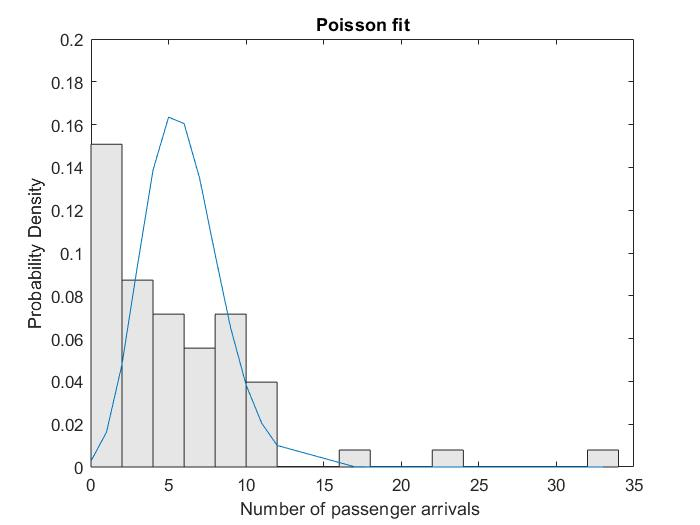 Poisson fit
0.2
0.18
0.16
0.14
0.12
0.1
0.08
0.06
0.04
0.02
0
Probability Density
0 5 10 15 20 25 30 35
Number of passenger arrivals